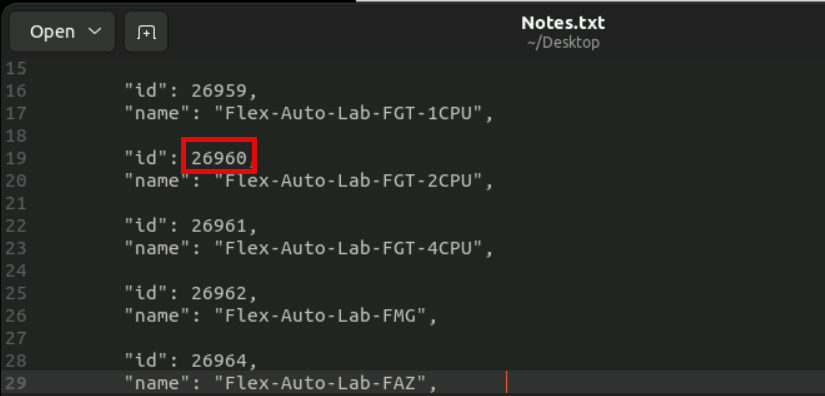 Open
Notes.txt
~/Desktop
15
16 "id": 26959,
17 "name": "Flex-Auto-Lab-FGT-1CPU",
18
19 "id": 26960,
20 "name": "Flex-Auto-Lab-FGT-2CPU",
21
22 "id": 26961,
23 "name": "Flex-Auto-Lab-FGT-4CPU",
24
25 "id": 26962,
26 "name": "Flex-Auto-Lab-FMG",
27
28 "id": 26964,
29 "name": "Flex-Auto-Lab-FAZ",